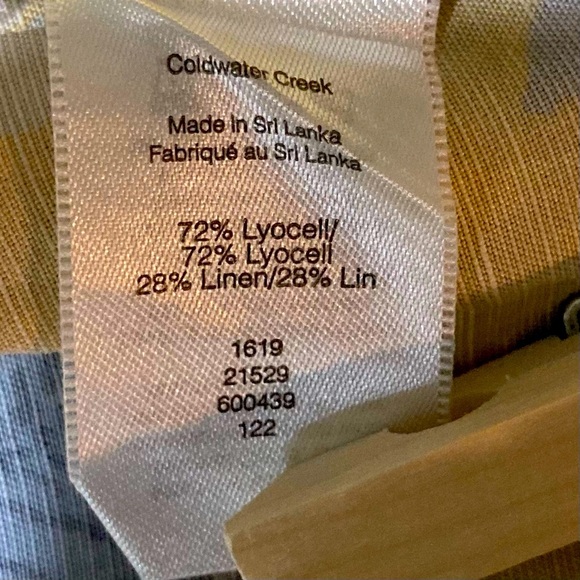 Coldwater Creek
Made in Sri Lanka
Fabriqué au Sri Lanka
72% Lyocell/
72% Lyocell
28% Linen/28% Lin
1619
21529
600439
122